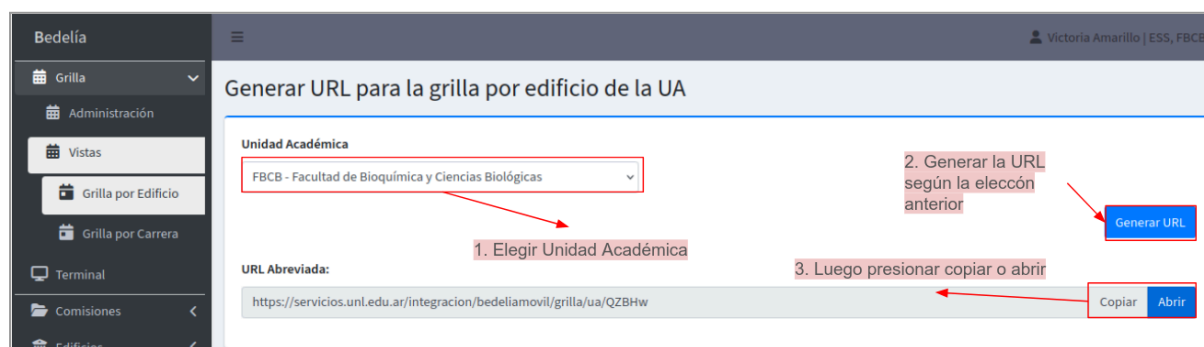 Bedelía
Victoria Amarillo | ESS, FBCB
Grilla
Administración
Vistas
Grilla por Edificio
Grilla por Carrera
Terminal
Comisiones
Edificios
Generar URL para la grilla por edificio de la UA
Unidad Académica
FBCB - Facultad de Bioquímica y Ciencias Biológicas
1. Elegir Unidad Académica
2. Generar la URL
según la eleccón
anterior
Generar URL
URL Abreviada:
3. Luego presionar copiar o abrir
https://servicios.unl.edu.ar/integracion/bedeliamovil/grilla/ua/QZBHw
Copiar
Abrir